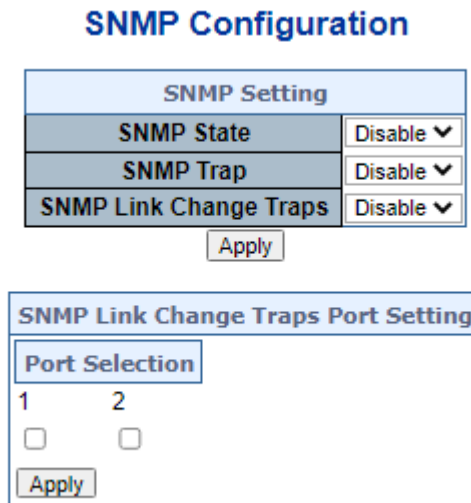 SNMP Configuration
SNMP Setting
SNMP State Disable
SNMP Trap Disable
SNMP Link Change Traps Disable
Apply
SNMP Link Change Traps Port Setting
Port Selection
1 2
Apply